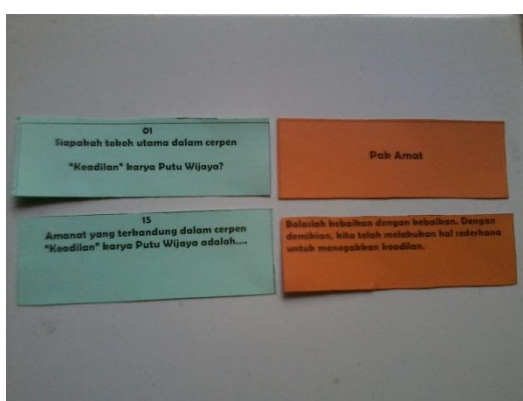 01
Siapakah tokoh utama dalam cerpen
"Keadilan" karya Putu Wijaya?
Pak Amat
15
Amanat yang terkandung dalam cerpen
"Keadilan" karya Putu Wijaya adalah....
Balaslah kebaikan dengan kebaikan. Dengan
demikian, kita telah melakukan hal sederhana
untuk menegakkan keadilan.